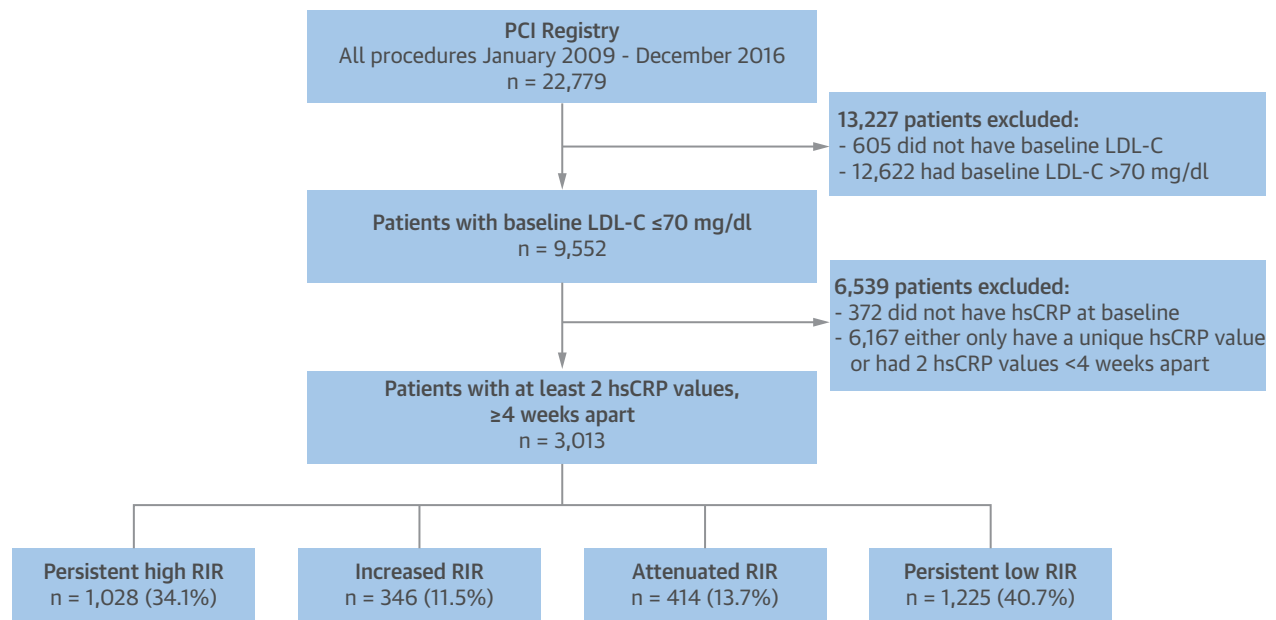 PCI Registry
All procedures January 2009 - December 2016
n = 22,779
13,227 patients excluded:
- 605 did not have baseline LDL-C
- 12,622 had baseline LDL-C >70 mg/dl
Patients with baseline LDL-C ≤70 mg/dl
n = 9,552
6,539 patients excluded:
- 372 did not have hsCRP at baseline
- 6,167 either only have a unique hsCRP value
or had 2 hsCRP values <4 weeks apart
Patients with at least 2 hsCRP values,
≥4 weeks apart
n = 3,013
Persistent high RIR
n = 1,028 (34.1%)
Increased RIR
n = 346 (11.5%)
Attenuated RIR
n = 414 (13.7%)
Persistent low RIR
n = 1,225 (40.7%)